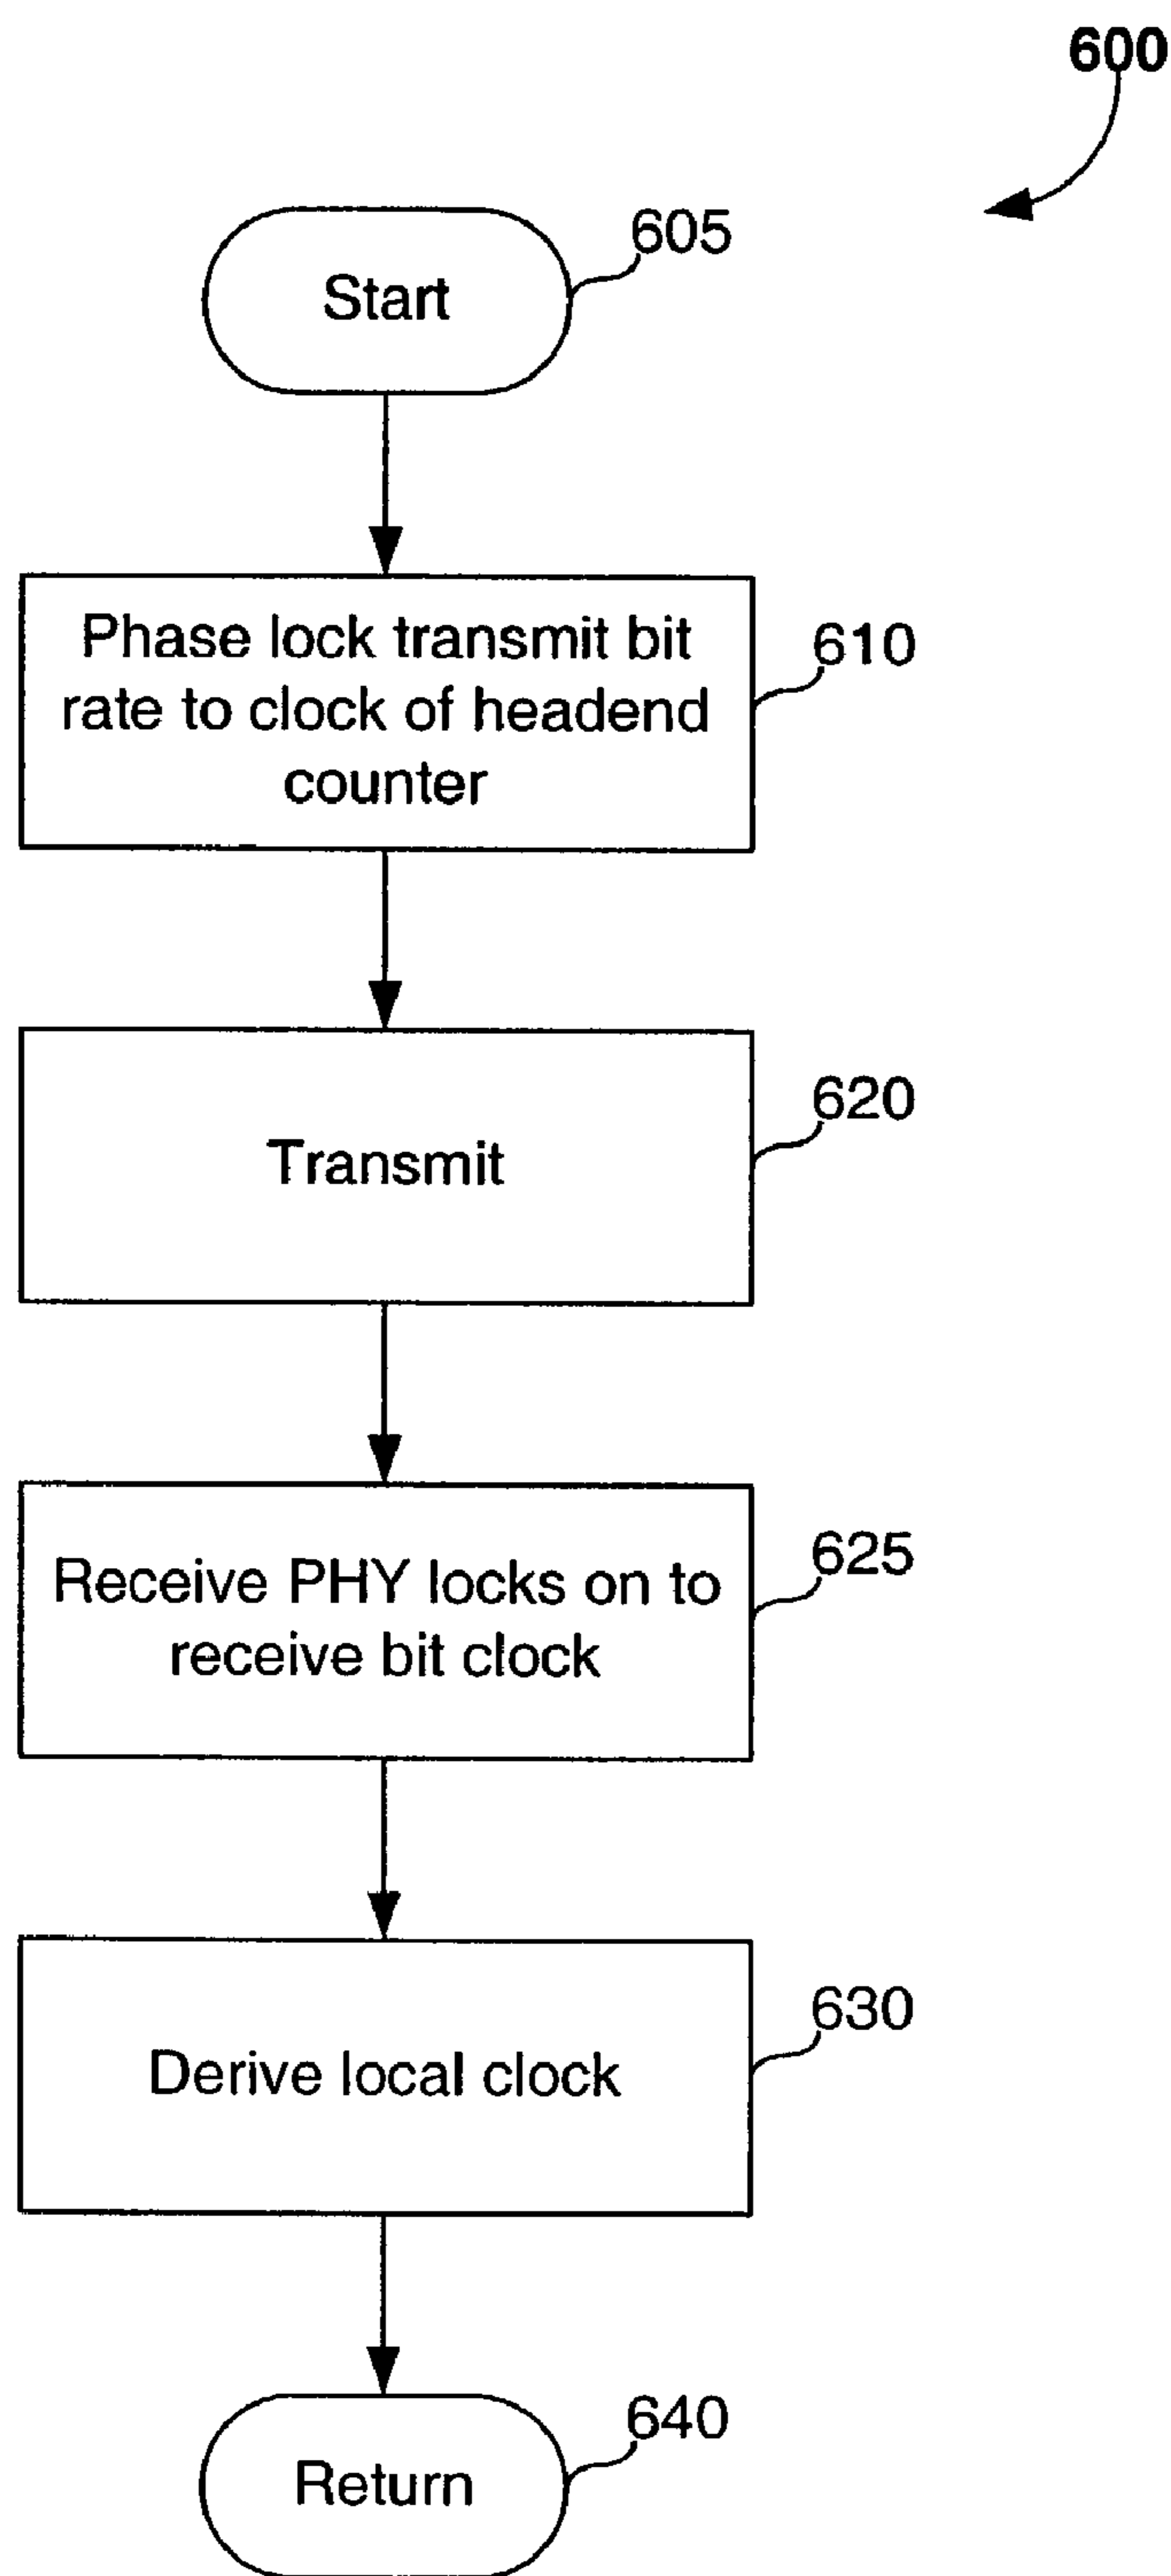 600
Start
605
Phase lock transmit bit
rate to clock of headend
counter
610
Transmit
620
Receive PHY locks on to
receive bit clock
625
Derive local clock
630
Return
640